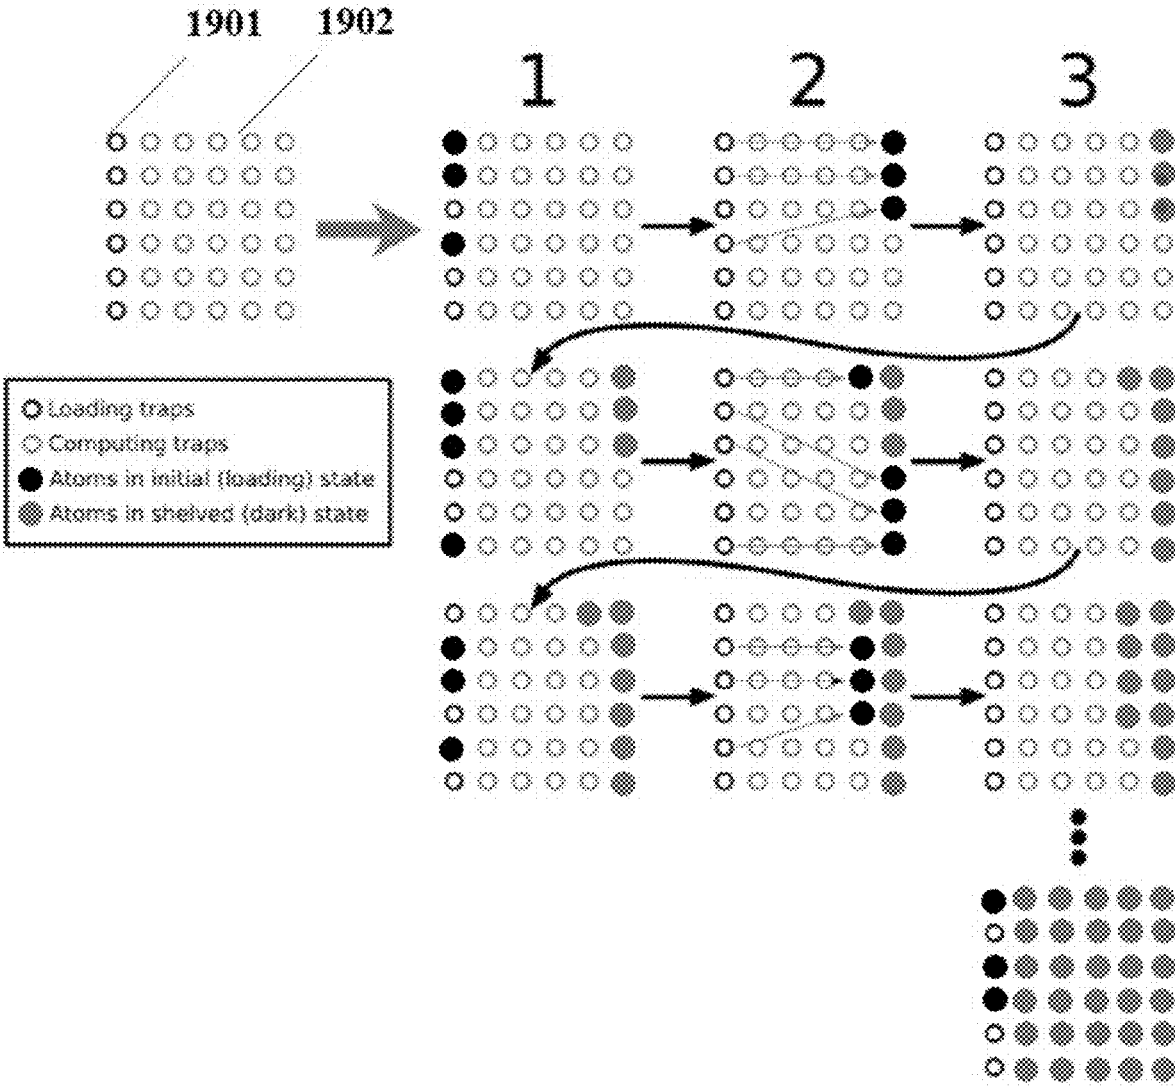 1901 1902
1 2 3
Loading traps
Computing traps
Atoms in initial (loading) state
Atoms in shelved (dark) state